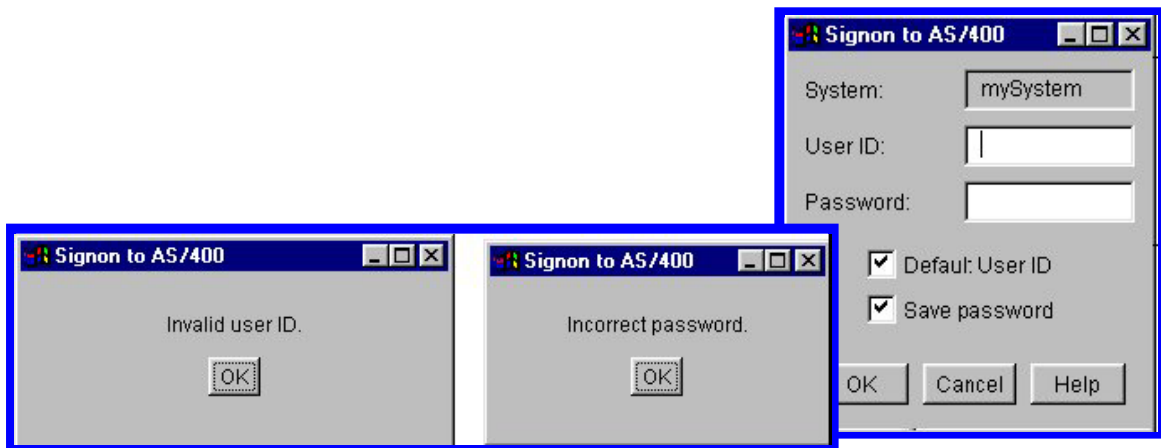 Signon to AS/400
System: mySystem
User ID:
Password:
Defaul: User ID
Save password
OK Cancel Help
Signon to AS/400
Invalid user ID.
OK
Signon to AS/400
Incorrect password.
OK